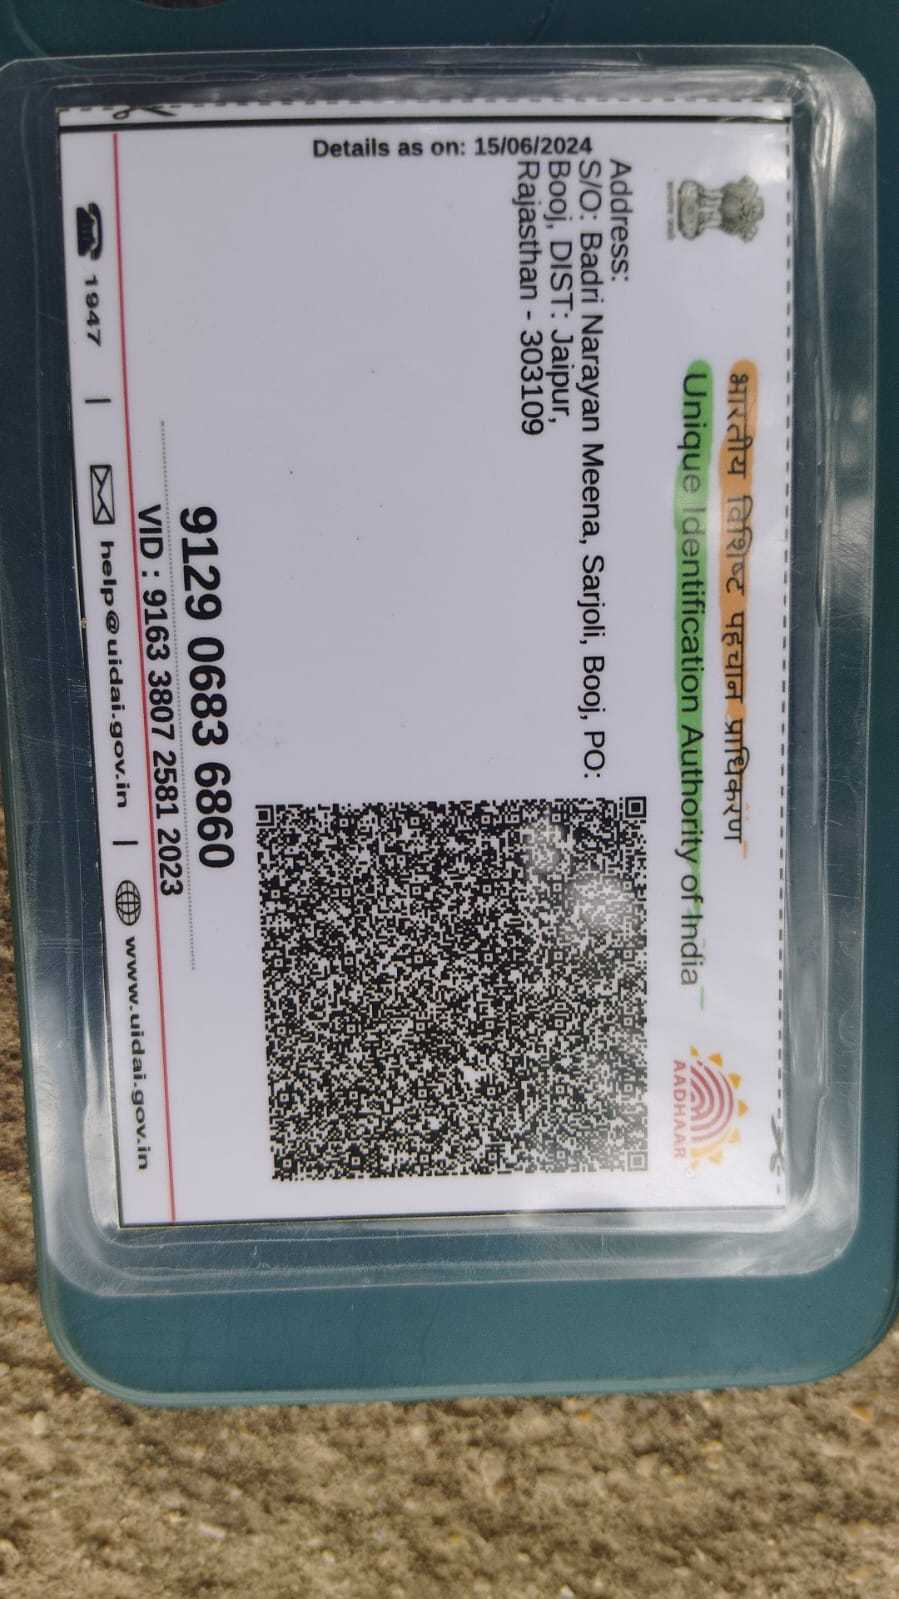 भारतीय विशिष्ट पहचान प्राधिकरण
Unique Identification Authority of India
AADHAAR
Details as on: 15/06/2024
Address:
S/O: Badri Narayan Meena, Sarjoli, Booj, PO:
Booj, DIST: Jaipur,
Rajasthan - 303109
9129 0683 6860
VID : 9163 3807 2581 2023
1947 | help@uidai.gov.in | www.uidai.gov.in